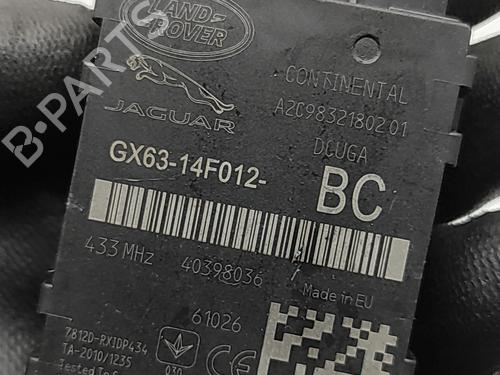 LAND-
ROVER
CONTINENTAL
JAGUAR
A2C98321802 01
DCUGA
GX63-14F012-
BC
433 MHz
40398036
Made in EU
61026
7812D-RXIDP434
TA-2010/1235
030
B-Parts